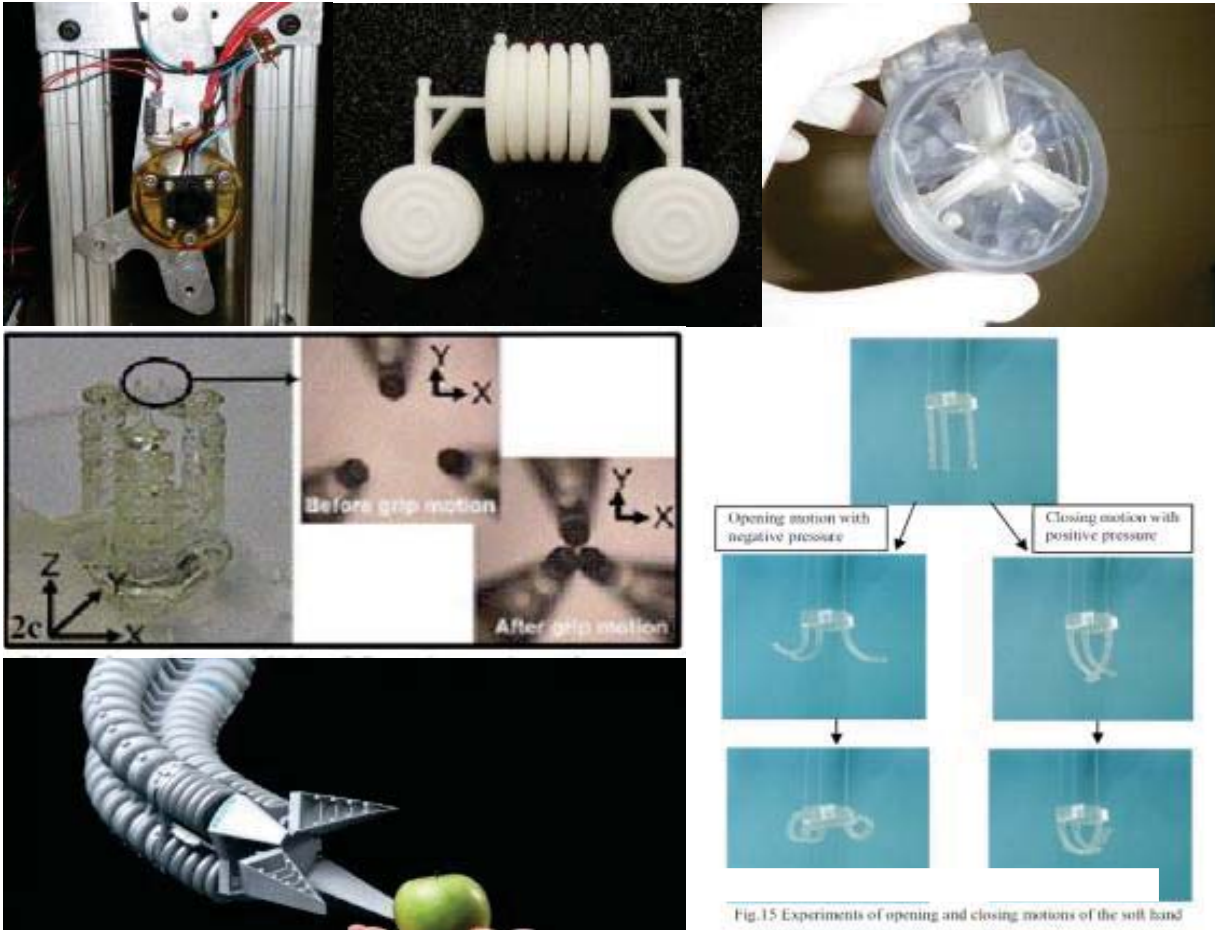 Y
X
Before grip motion
Y
X
After grip motion
Z
Y
X
2c
Opening motion with
negative pressure
Closing motion with
positive pressure
Fig.15 Experiments of opening and closing motions of the soft hand